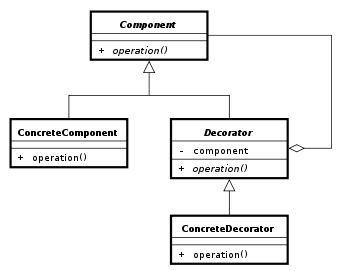 Component
+ operation()
ConcreteComponent
+ operation()
Decorator
- component
+ operation()
ConcreteDecorator
+ operation()